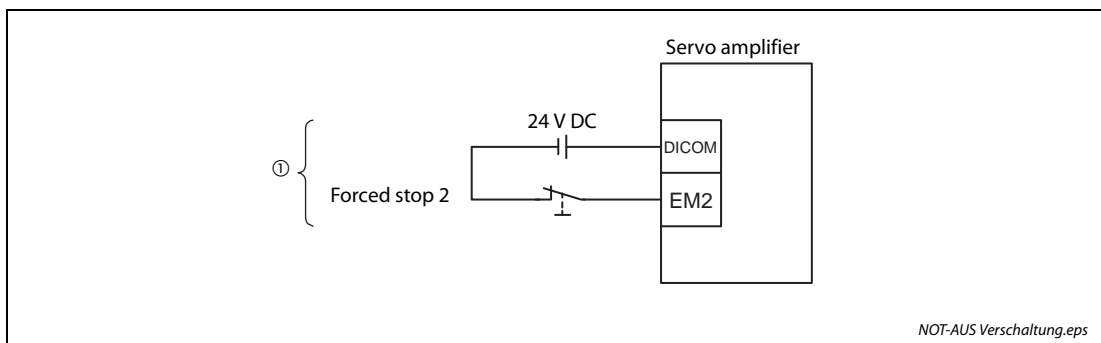 Servo amplifier
24 V DC
DICOM
①
Forced stop 2
EM2
NOT-AUS Verschaltung.eps